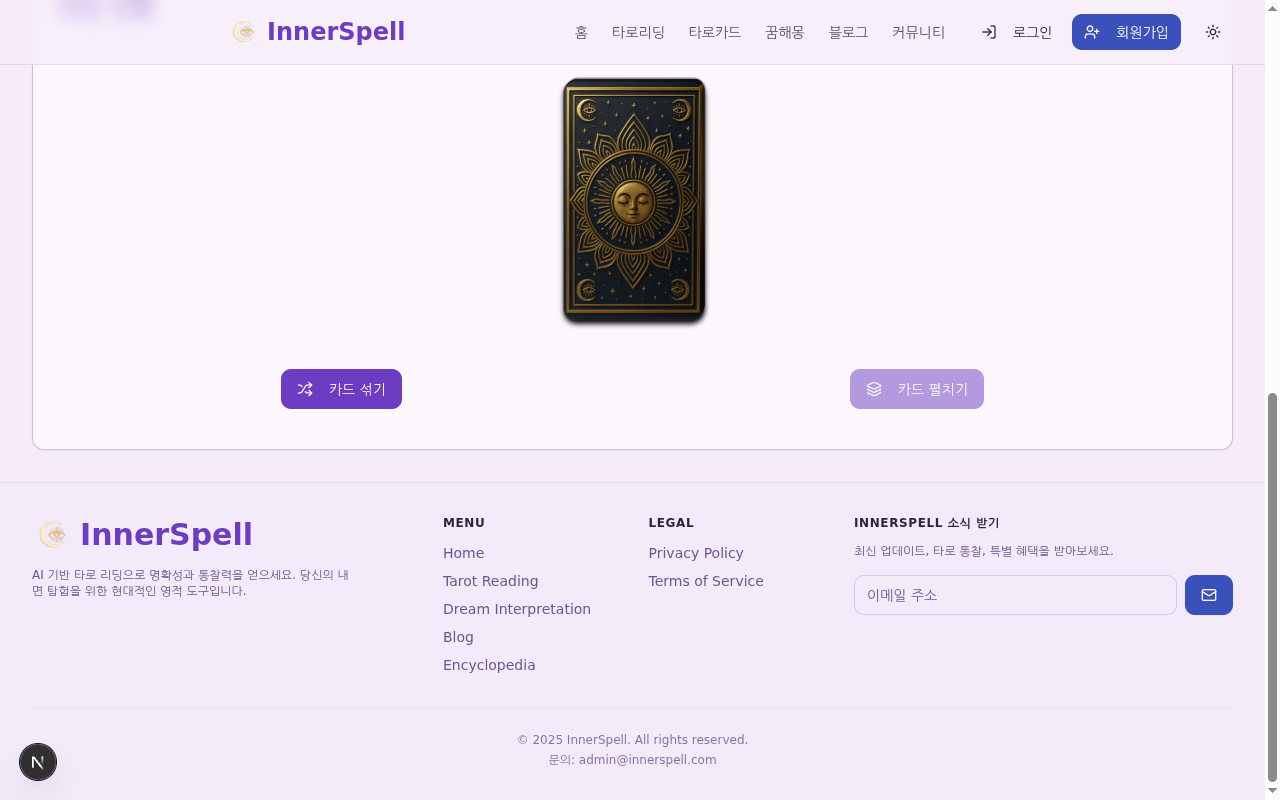 InnerSpell
홈 타로리딩 타로카드 꿈해몽 블로그 커뮤니티 로그인 회원가입
카드 섞기
카드 펼치기
InnerSpell
AI 기반 타로 리딩으로 명확성과 통찰력을 얻으세요. 당신의 내
면 탐험을 위한 현대적인 영적 도구입니다.
MENU
Home
Tarot Reading
Dream Interpretation
Blog
Encyclopedia
LEGAL
Privacy Policy
Terms of Service
INNERSPELL 소식 받기
최신 업데이트, 타로 통찰, 특별 혜택을 받아보세요.
이메일 주소
© 2025 InnerSpell. All rights reserved.
문의: admin@innerspell.com
N